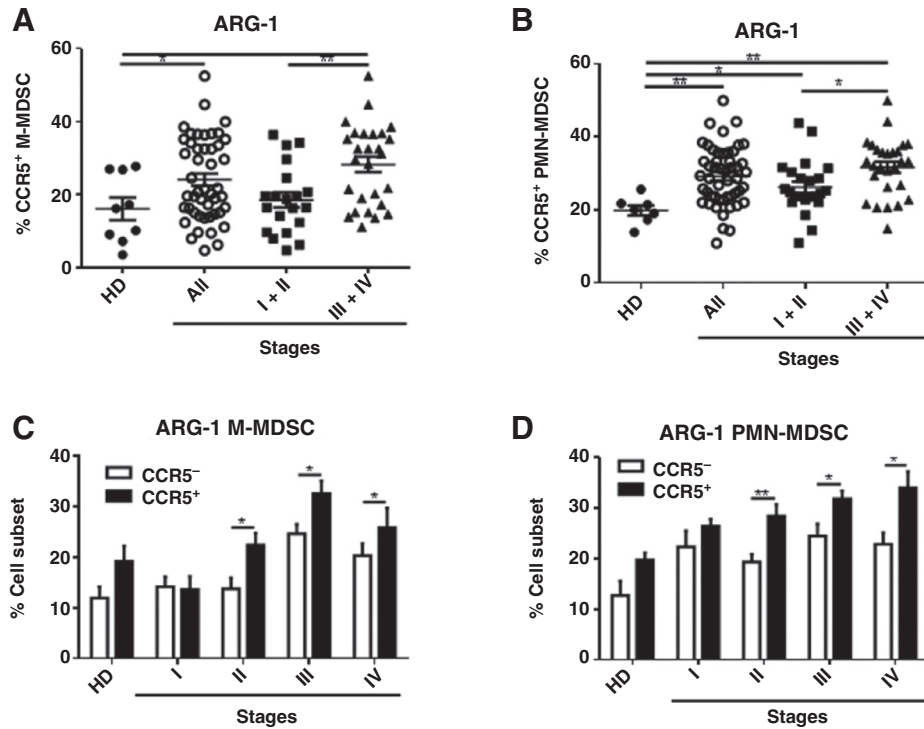 A
ARG-1
% CCR5⁺ M-MDSC
60
40
20
0
*
**
HD
All
I + II
III + IV
Stages
B
ARG-1
% CCR5⁺ PMN-MDSC
60
40
20
0
**
*
**
*
HD
All
I + II
III + IV
Stages
C
ARG-1 M-MDSC
% Cell subset
40
30
20
10
0
CCR5⁻
CCR5⁺
*
*
*
HD
I
II
III
IV
Stages
D
ARG-1 PMN-MDSC
% Cell subset
40
30
20
10
0
CCR5⁻
CCR5⁺
**
*
*
HD
I
II
III
IV
Stages